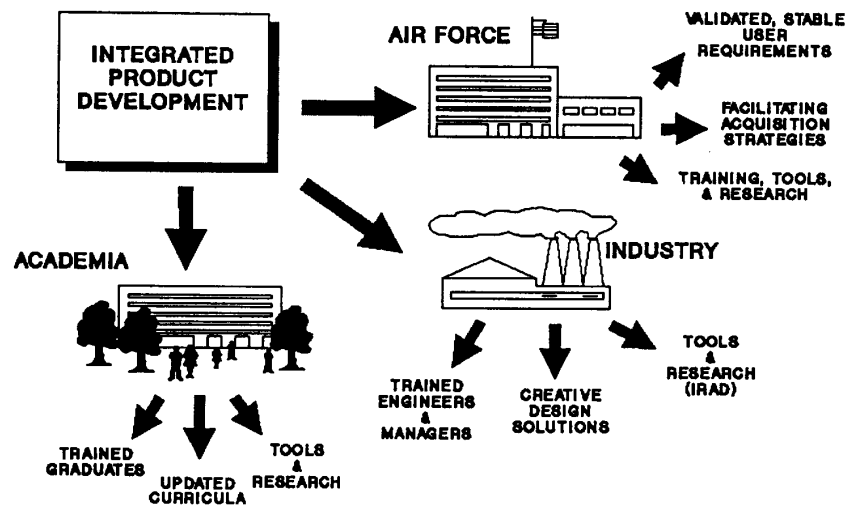 INTEGRATED
PRODUCT
DEVELOPMENT
AIR FORCE
VALIDATED, STABLE
USER
REQUIREMENTS
FACILITATING
ACQUISITION
STRATEGIES
TRAINING, TOOLS,
& RESEARCH
ACADEMIA
TRAINED
GRADUATES
UPDATED
CURRICULA
TOOLS
&
RESEARCH
INDUSTRY
TRAINED
ENGINEERS
&
MANAGERS
CREATIVE
DESIGN
SOLUTIONS
TOOLS
&
RESEARCH
(IRAD)